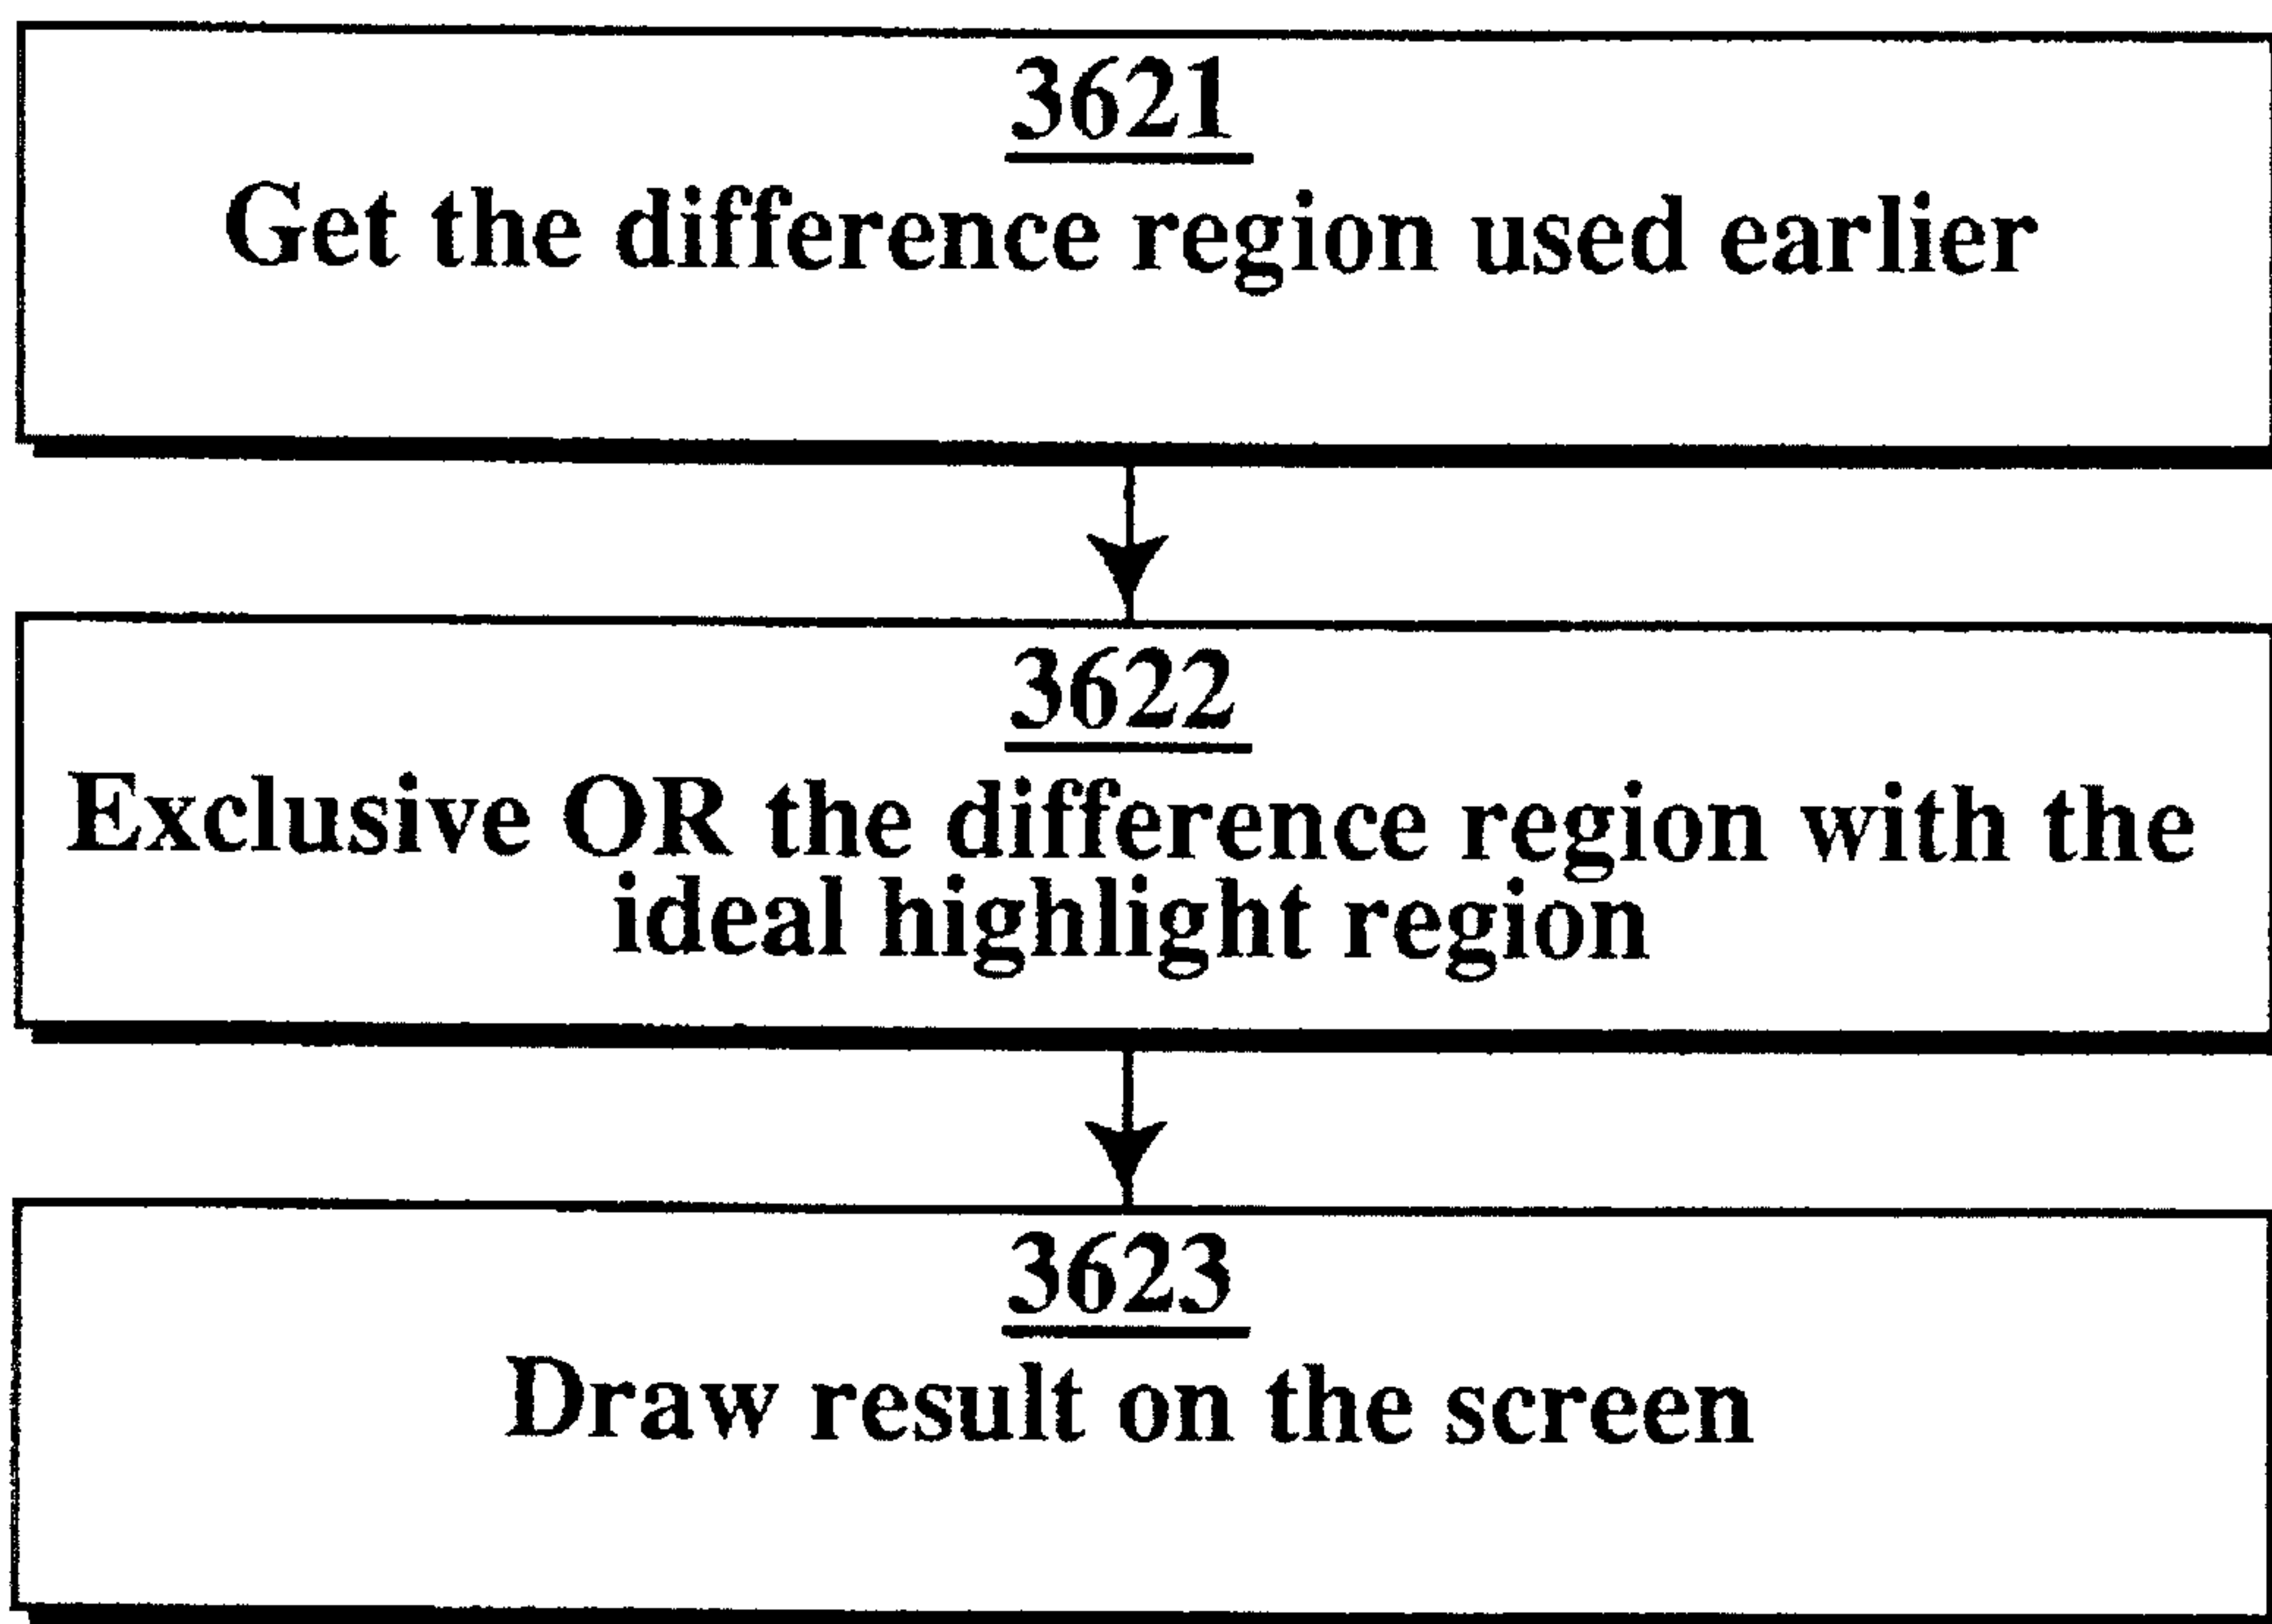 3621
Get the difference region used earlier
3622
Exclusive OR the difference region with the
ideal highlight region
3623
Draw result on the screen